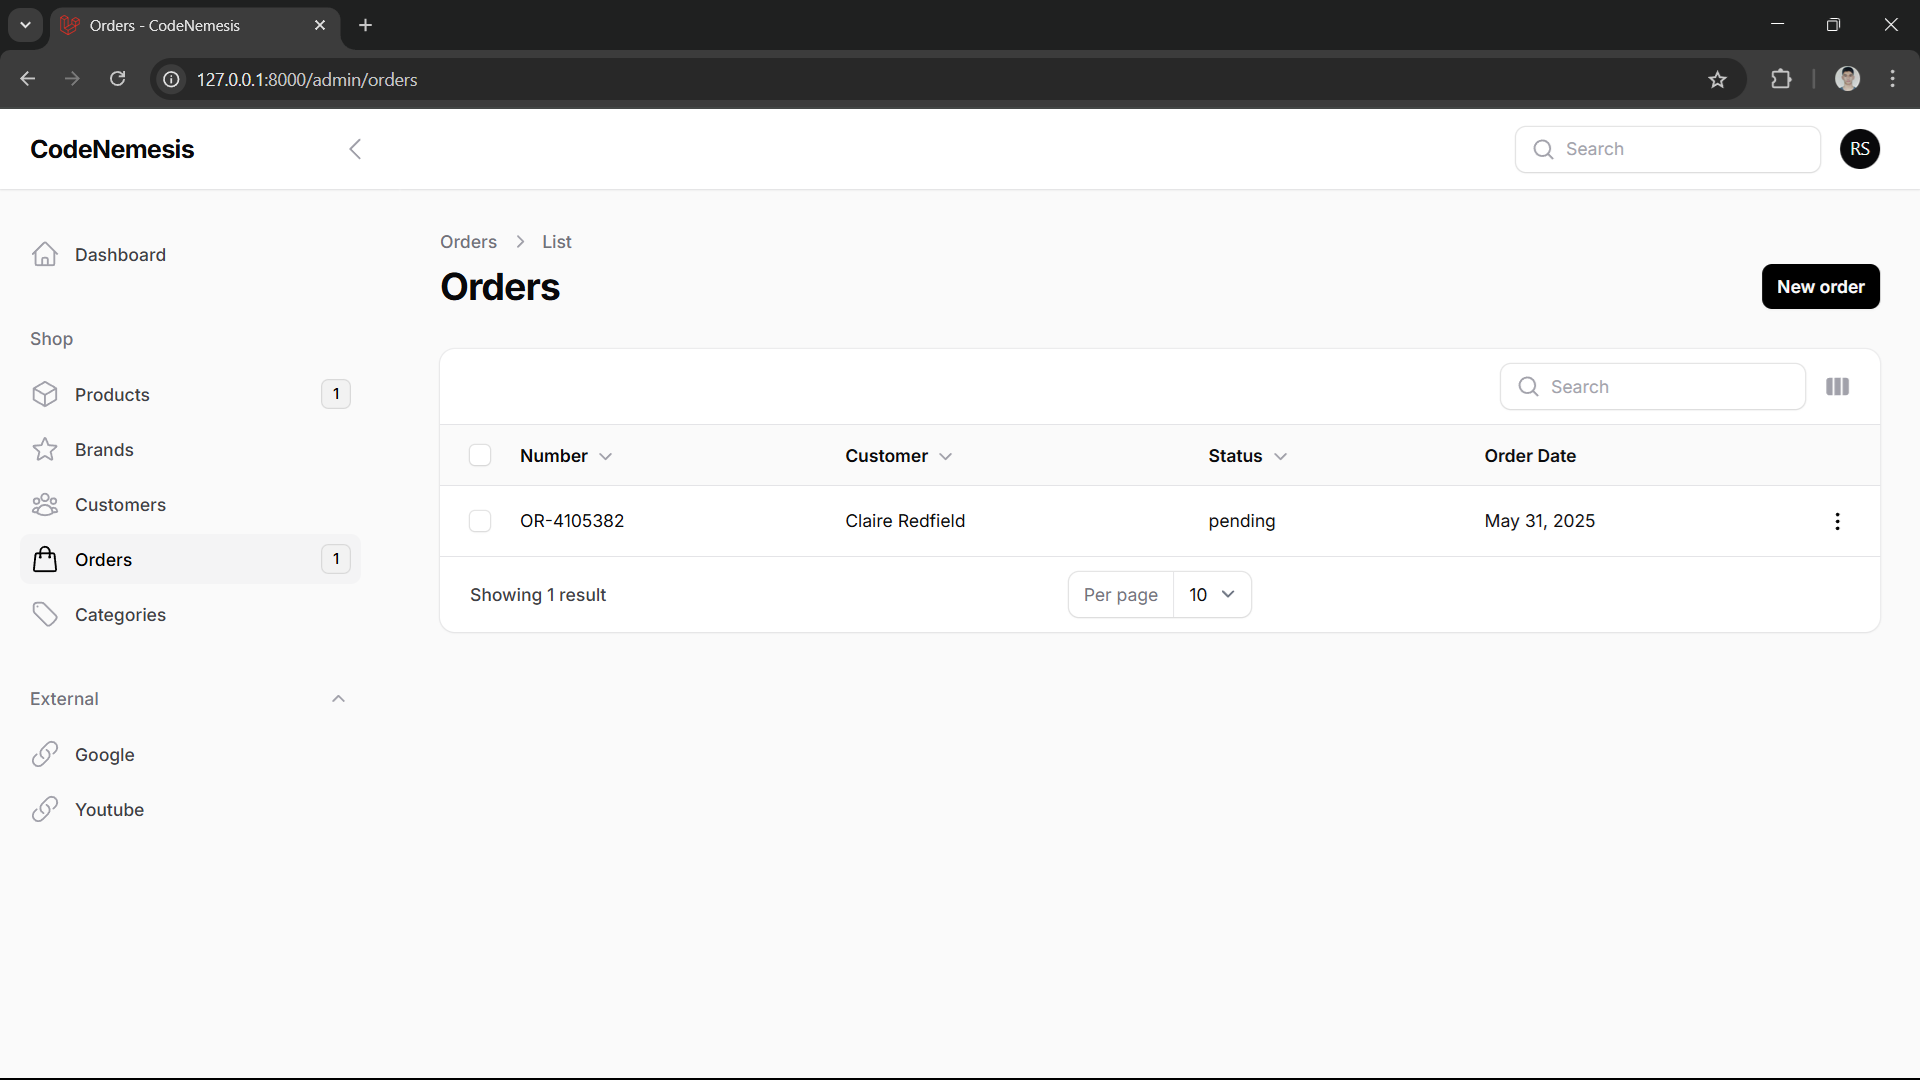 Orders - CodeNemesis
127.0.0.1:8000/admin/orders
CodeNemesis
Search
RS
Dashboard
Shop
Products 1
Brands
Customers
Orders 1
Categories
External
Google
Youtube
Orders > List
Orders
New order
Search
Number Customer Status Order Date
OR-4105382 Claire Redfield pending May 31, 2025
Showing 1 result Per page 10